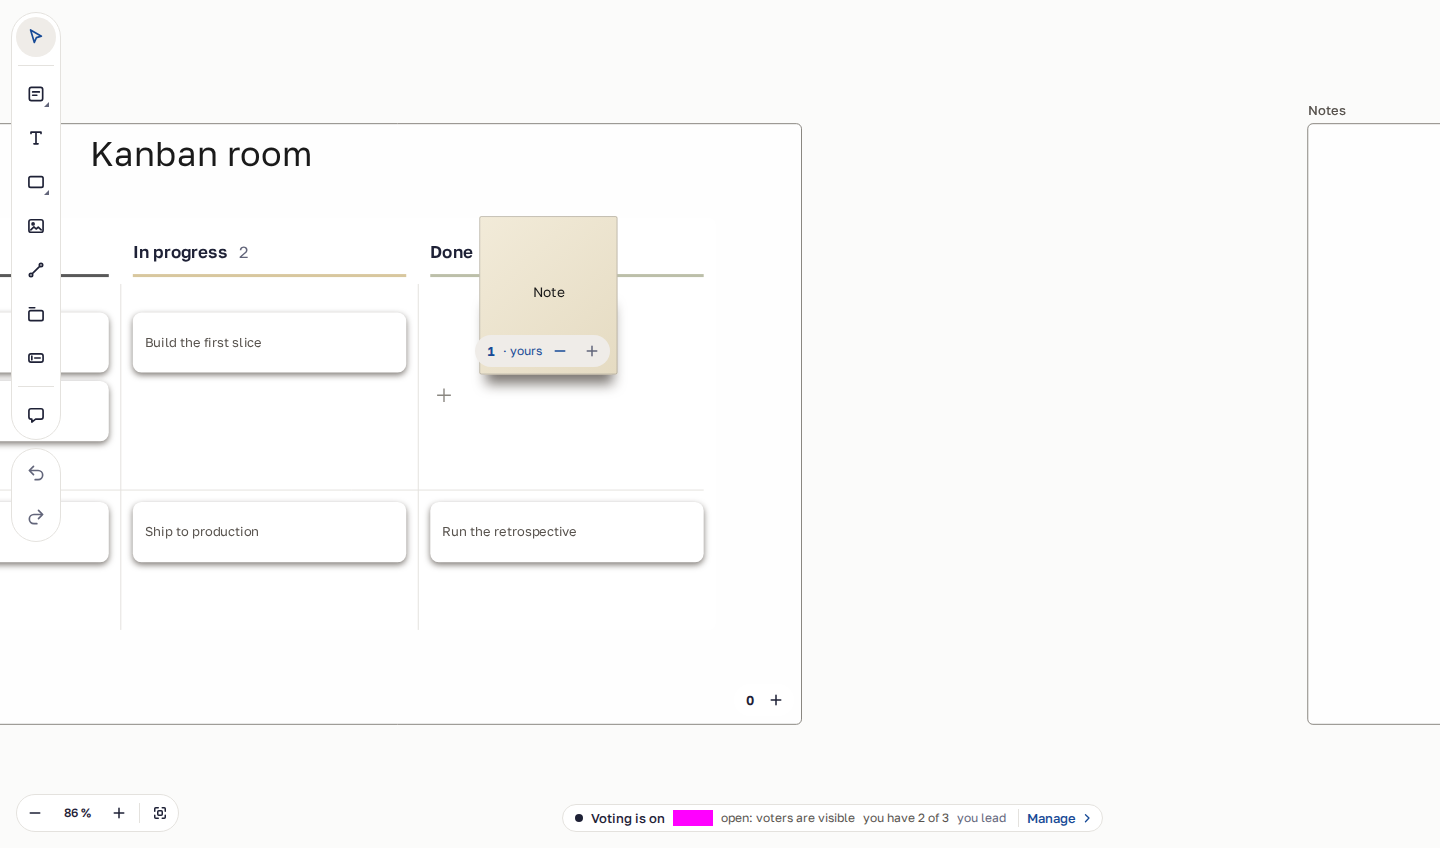 Notes
Kanban room
In progress 2
Done
Note
Build the first slice
1 · yours
Ship to production
Run the retrospective
0
86 %
Voting is on
open: voters are visible you have 2 of 3 you lead
Manage